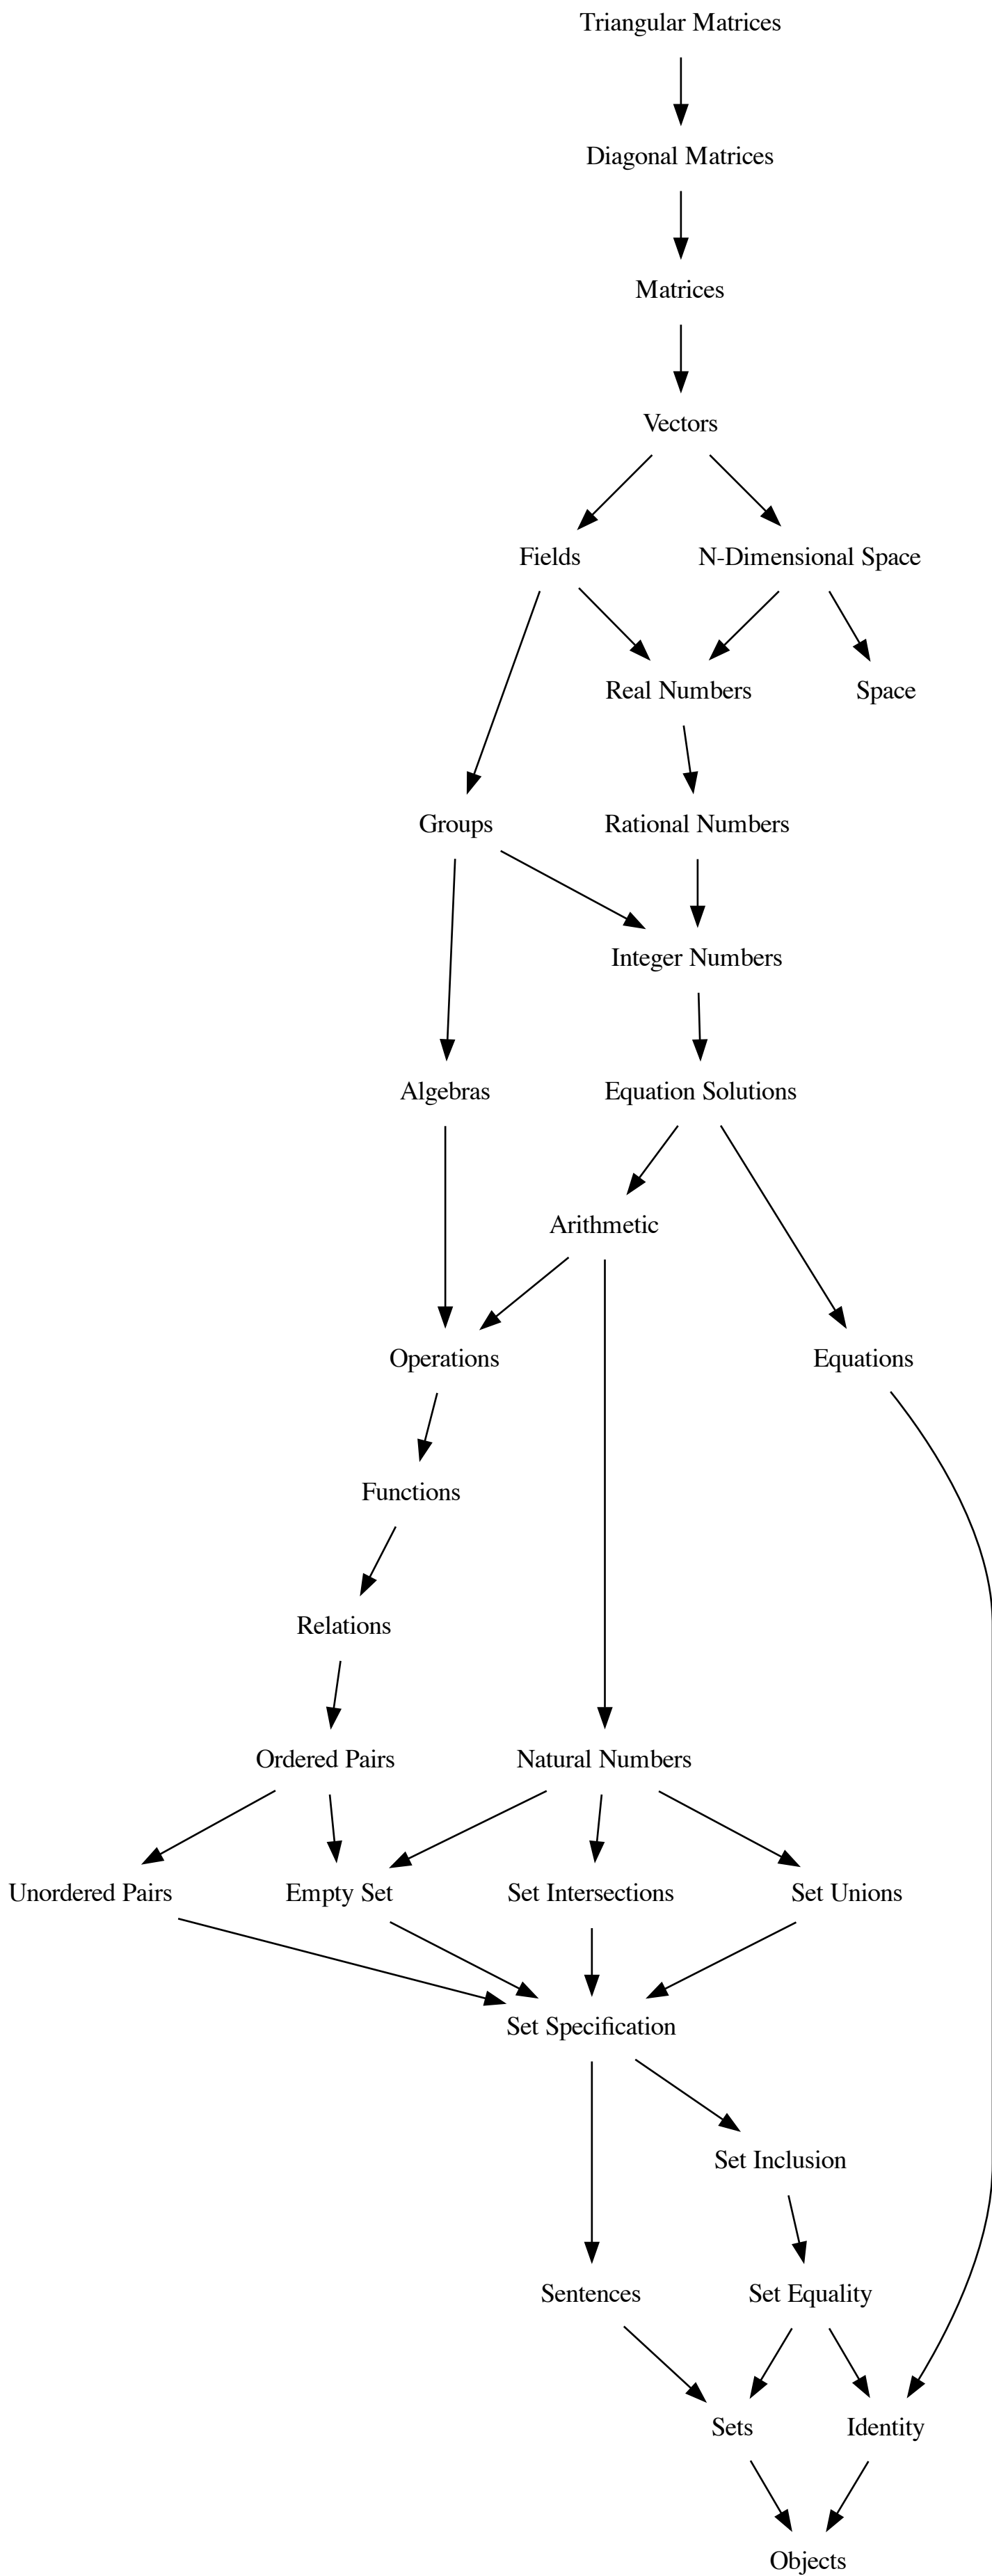 Triangular Matrices
Diagonal Matrices
Matrices
Vectors
Fields
N-Dimensional Space
Real Numbers
Space
Groups
Rational Numbers
Integer Numbers
Algebras
Equation Solutions
Arithmetic
Operations
Equations
Functions
Relations
Ordered Pairs
Natural Numbers
Unordered Pairs
Empty Set
Set Intersections
Set Unions
Set Specification
Set Inclusion
Sentences
Set Equality
Sets
Identity
Objects